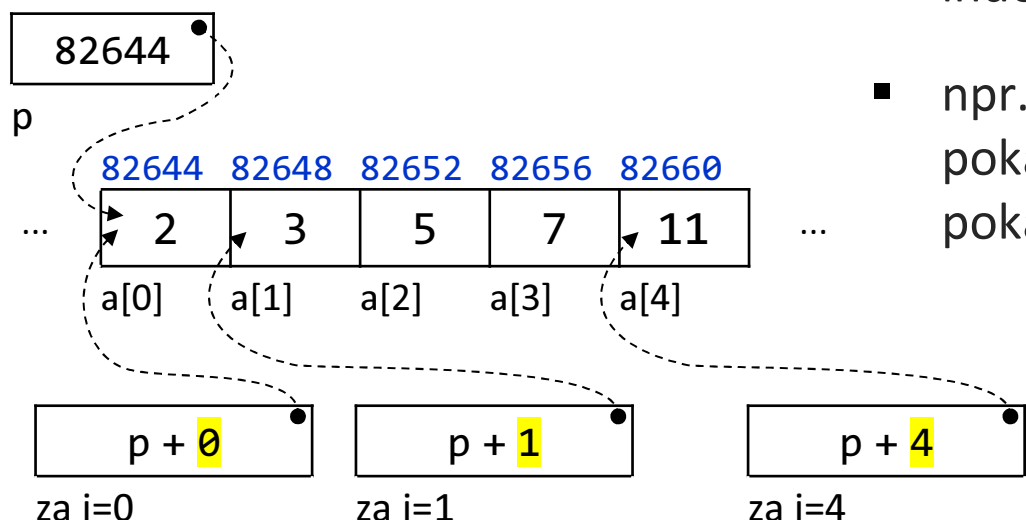 82644
p
npr.
82644 82648 82652 82656 82660
... 2 3 5 7 11 ...
a[0] a[1] a[2] a[3] a[4]
p + 0 p + 1 p + 4
za i=0 za i=1 za i=4